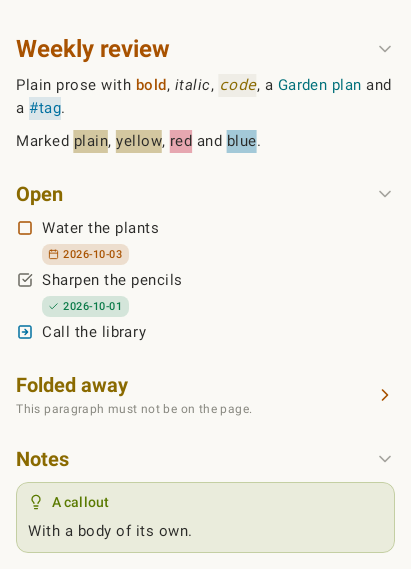 Weekly review
Plain prose with bold, italic, code, a Garden plan and
a #tag.
Marked plain, yellow, red and blue.
Open
Water the plants
2026-10-03
Sharpen the pencils
2026-10-01
Call the library
Folded away
This paragraph must not be on the page.
Notes
A callout
With a body of its own.